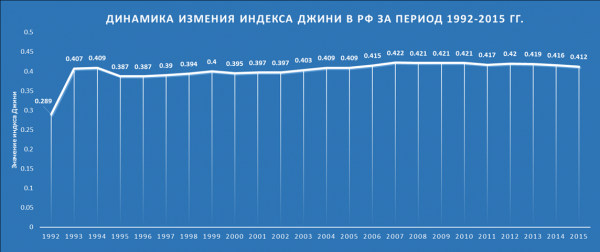 ДИНАМИКА ИЗМЕНИЯ ИНДЕКСА ДЖИНИ В РФ ЗА ПЕРИОД 1992-2015 ГГ.
Значение индкса Джини
0.5
0.45
0.4
0.35
0.3
0.25
0.2
0.15
0.1
0.05
0
0.289 0.407 0.409 0.387 0.387 0.39 0.394 0.4 0.395 0.397 0.397 0.403 0.409 0.409 0.415 0.422 0.421 0.421 0.421 0.417 0.42 0.419 0.416 0.412
1992 1993 1994 1995 1996 1997 1998 1999 2000 2001 2002 2003 2004 2005 2006 2007 2008 2009 2010 2011 2012 2013 2014 2015